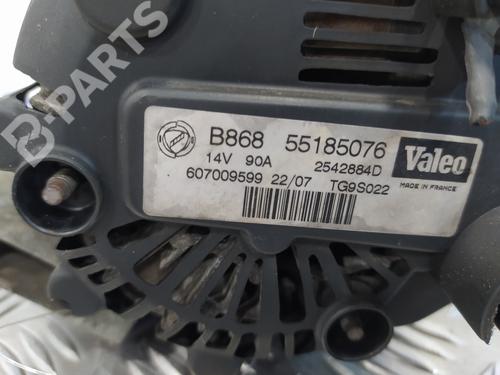 B-PARTS
B868 55185076
14V 90A 2542884D
607009599 22/07 TG9S022
Valeo
MADE IN FRANCE